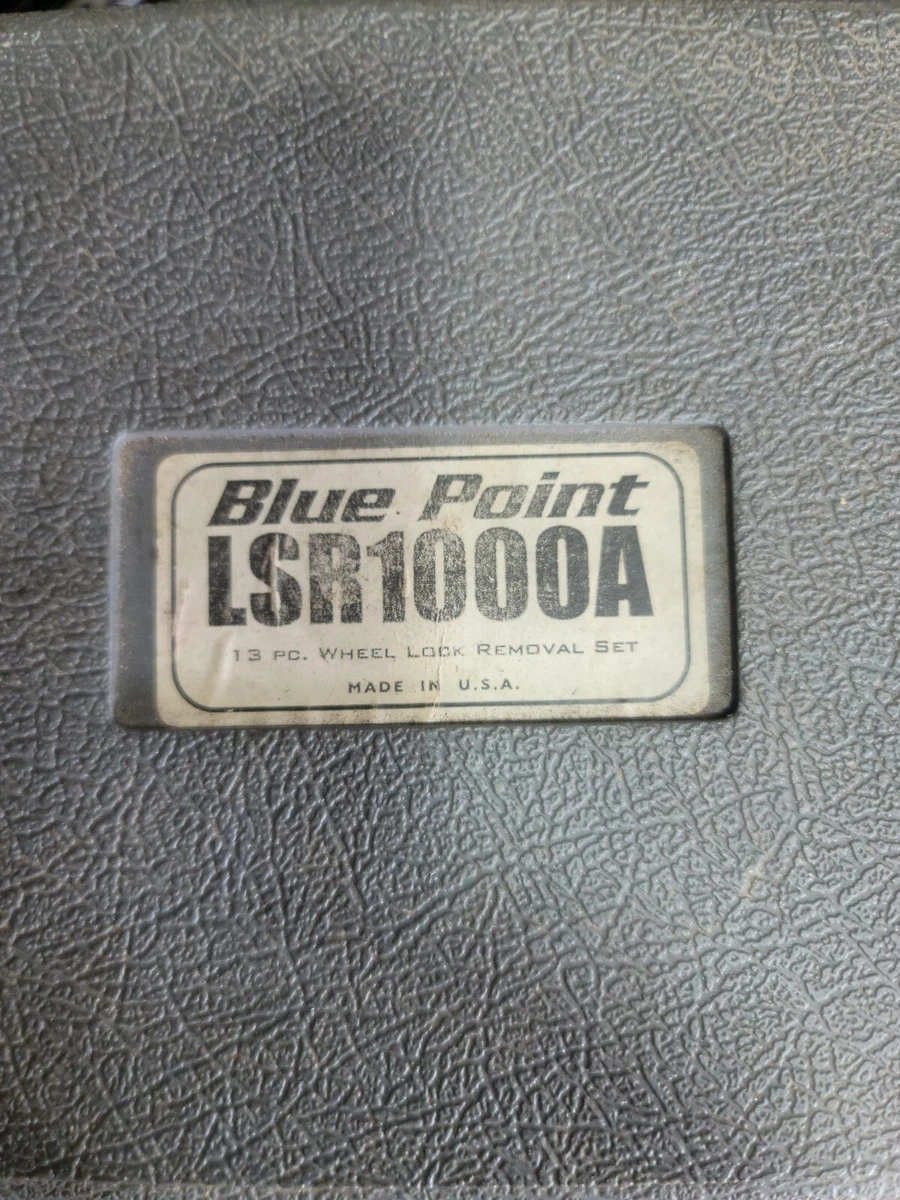 Blue Point
LSR1000A
13 PC. WHEEL LOCK REMOVAL SET
MADE IN U.S.A.